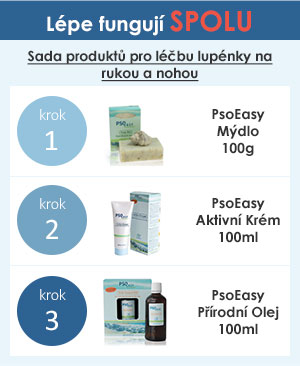 Lépe fungují SPOLU
Sada produktů pro léčbu lupénky na
rukou a nohou
krok
1
PsoEasy
Mýdlo
100g
krok
2
PsoEasy
Aktivní Krém
100ml
krok
3
PsoEasy
Přírodní Olej
100ml